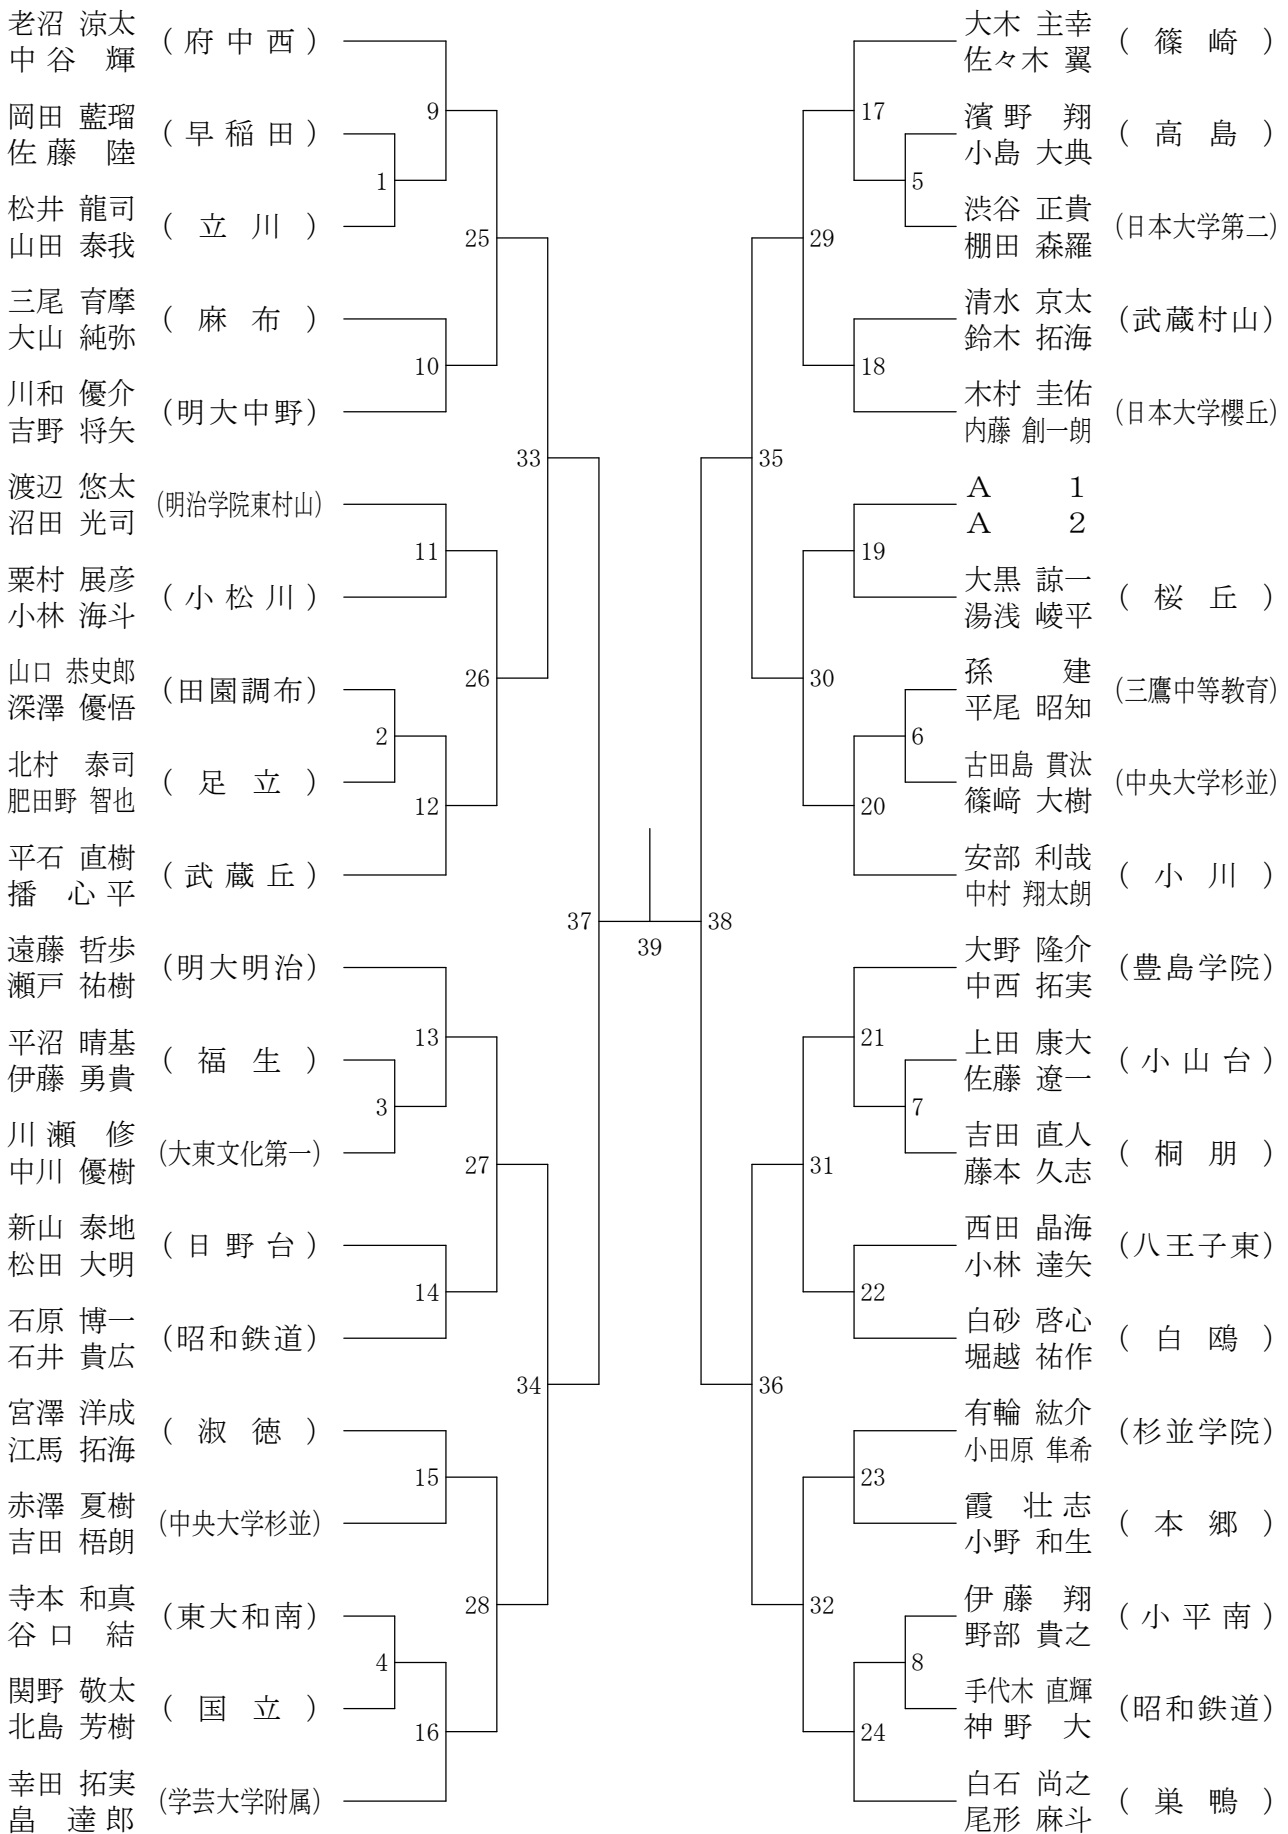 老沼 涼太
中谷 輝
(府中西)
岡田 藍瑠
佐藤 陸
(早稲田)
1
9
松井 龍司
山田 泰我
(立川)
25
三尾 育摩
大山 純弥
(麻布)
10
川和 優介
吉野 将矢
(明大中野)
33
渡辺 悠太
沼田 光司
(明治学院東村山)
11
粟村 展彦
小林 海斗
(小松川)
26
山口 恭史郎
深澤 優悟
(田園調布)
2
北村 泰司
肥田野 智也
(足立)
12
平石 直樹
播 心平
(武蔵丘)
37
遠藤 哲歩
瀬戸 祐樹
(明大明治)
13
平沼 晴基
伊藤 勇貴
(福生)
3
川瀬 修
中川 優樹
(大東文化第一)
27
新山 泰地
松田 大明
(日野台)
14
石原 博一
石井 貴広
(昭和鉄道)
34
宮澤 洋成
江馬 拓海
(淑徳)
15
赤澤 夏樹
吉田 梧朗
(中央大学杉並)
28
寺本 和真
谷口 結
(東大和南)
4
関野 敬太
北島 芳樹
(国立)
16
幸田 拓実
畠 達郎
(学芸大学附属)
39
大木 主幸
佐々木 翼
(篠崎)
17
濱野 翔
小島 大典
(高島)
5
渋谷 正貴
棚田 森羅
(日本大学第二)
29
清水 京太
鈴木 拓海
(武蔵村山)
18
木村 圭佑
内藤 創一朗
(日本大学櫻丘)
35
A 1
A 2
19
大黒 諒一
湯浅 崚平
(桜丘)
30
孫 建
平尾 昭知
(三鷹中等教育)
6
古田島 貫汰
篠﨑 大樹
(中央大学杉並)
20
安部 利哉
中村 翔太朗
(小川)
38
大野 隆介
中西 拓実
(豊島学院)
21
上田 康大
佐藤 遼一
(小山台)
7
吉田 直人
藤本 久志
(桐朋)
31
西田 晶海
小林 達矢
(八王子東)
22
白砂 啓心
堀越 祐作
(白鴎)
36
有輪 紘介
小田原 隼希
(杉並学院)
23
霞 壮志
小野 和生
(本郷)
32
伊藤 翔
野部 貴之
(小平南)
8
手代木 直輝
神野 大
(昭和鉄道)
24
白石 尚之
尾形 麻斗
(巣鴨)